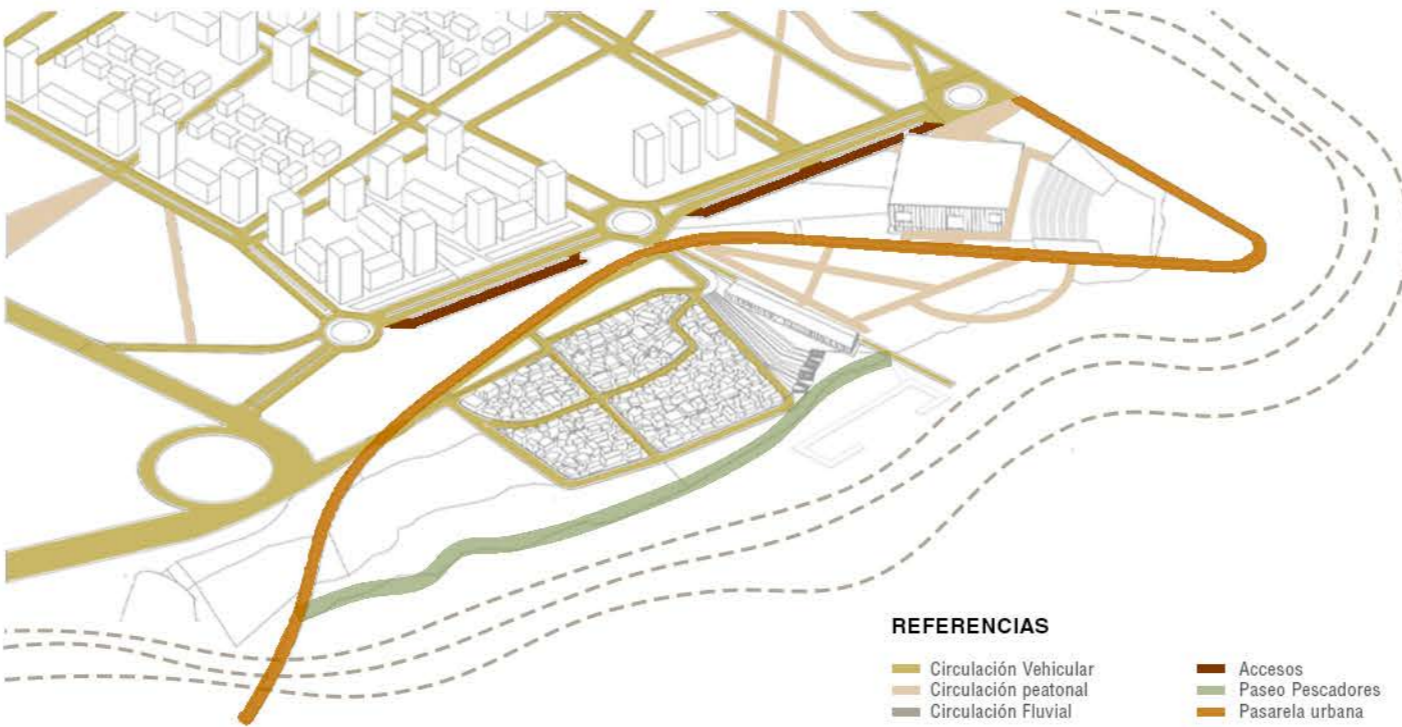 REFERENCIAS
Circulación Vehicular
Circulación peatonal
Circulación Fluvial
Accesos
Paseo Pescadores
Pasarela urbana